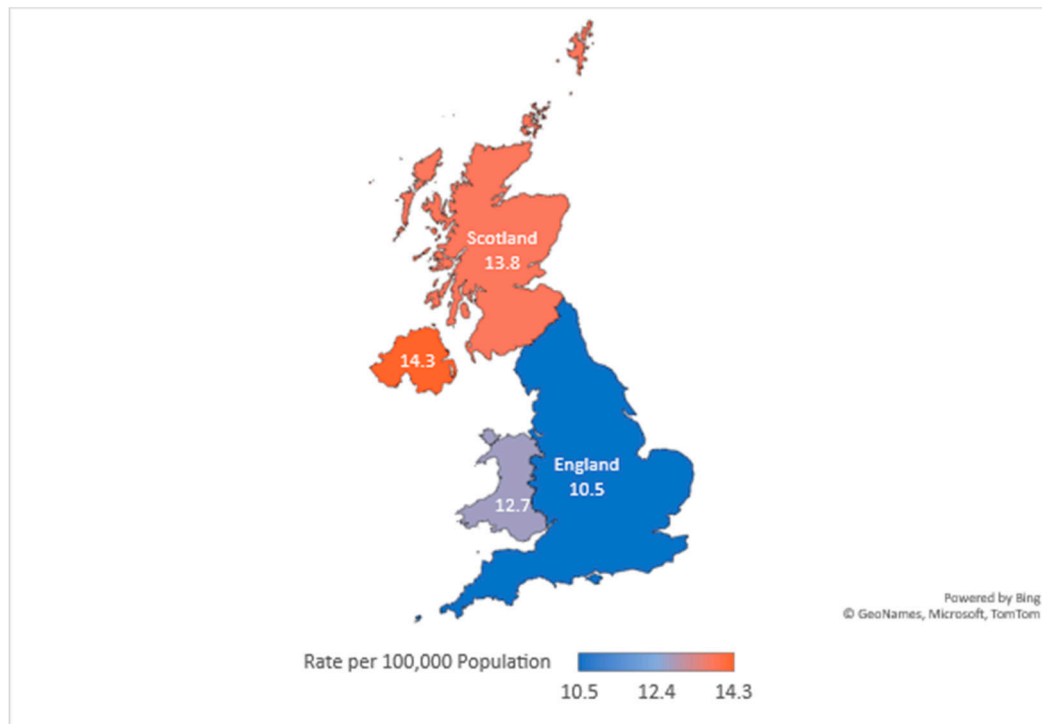 Scotland
13.8
14.3
England
10.5
12.7
Powered by Bing
© GeoNames, Microsoft, TomTom
Rate per 100,000 Population
10.5 12.4 14.3